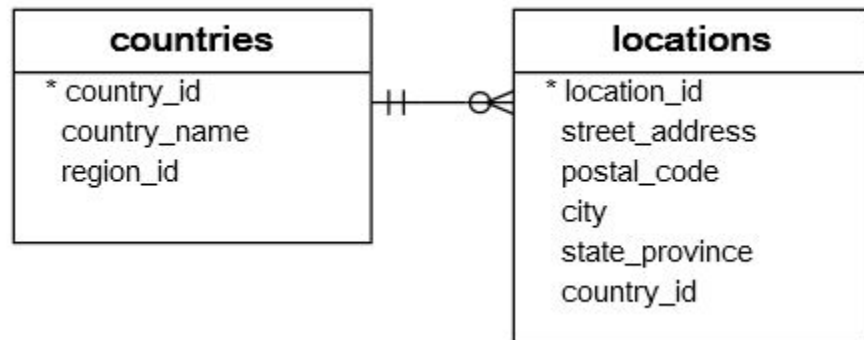 countries
* country_id
country_name
region_id
locations
* location_id
street_address
postal_code
city
state_province
country_id